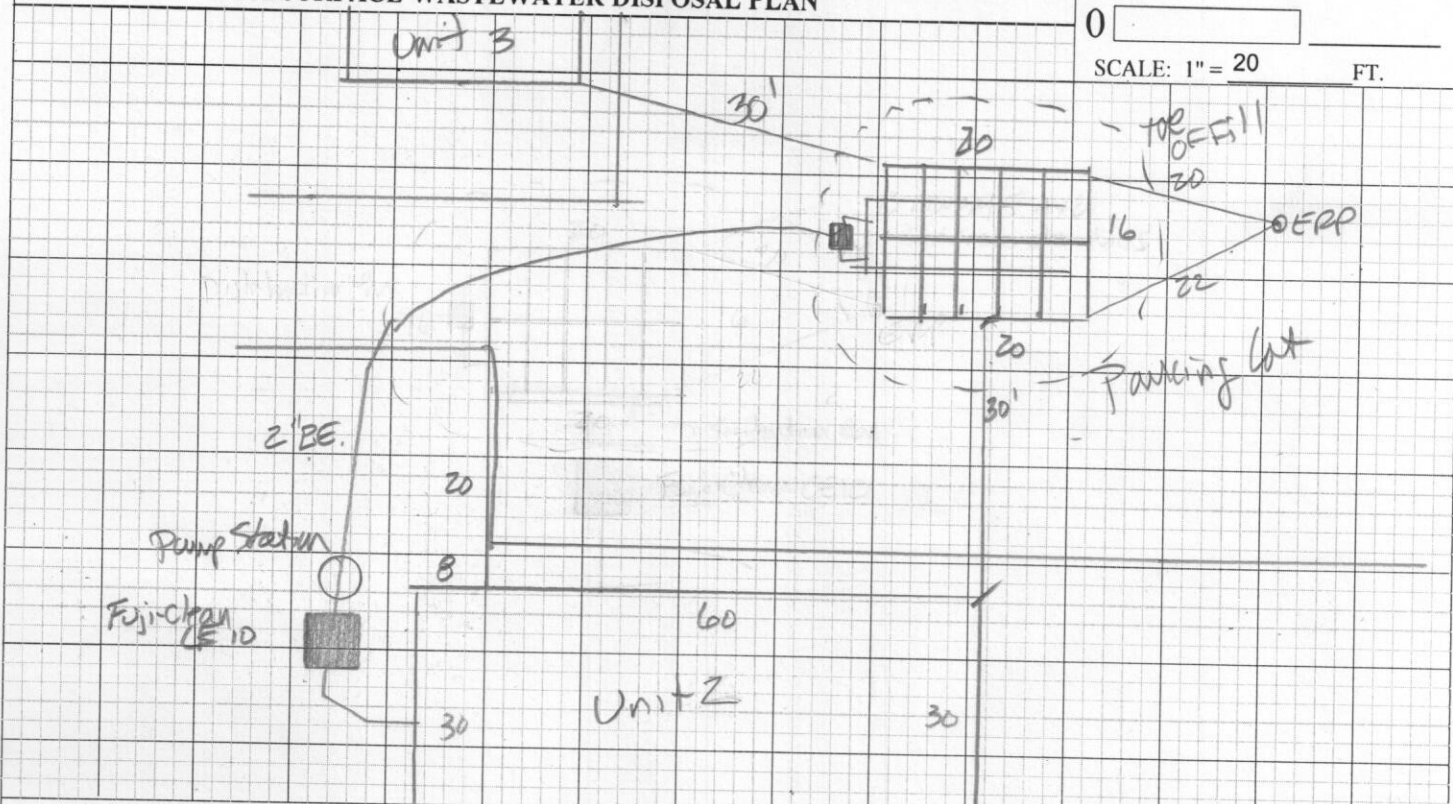 WASTEWATER DISPOSAL PLAN
0
SCALE: 1" = 20 FT.
Unit 3
30'
20
toe
OF Fill
20
16
ERP
22
20
30'
Parking Lot
2"BE.
20
Pump Station
8
Fuji-Clean
CE 10
60
Unit 2
30
30